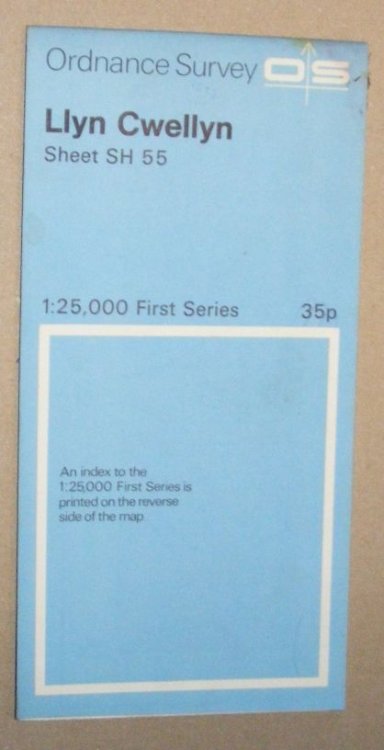 Ordnance Survey OS
Llyn Cwellyn
Sheet SH 55
1:25,000 First Series 35p
An index to the
1:25,000 First Series is
printed on the reverse
side of the map